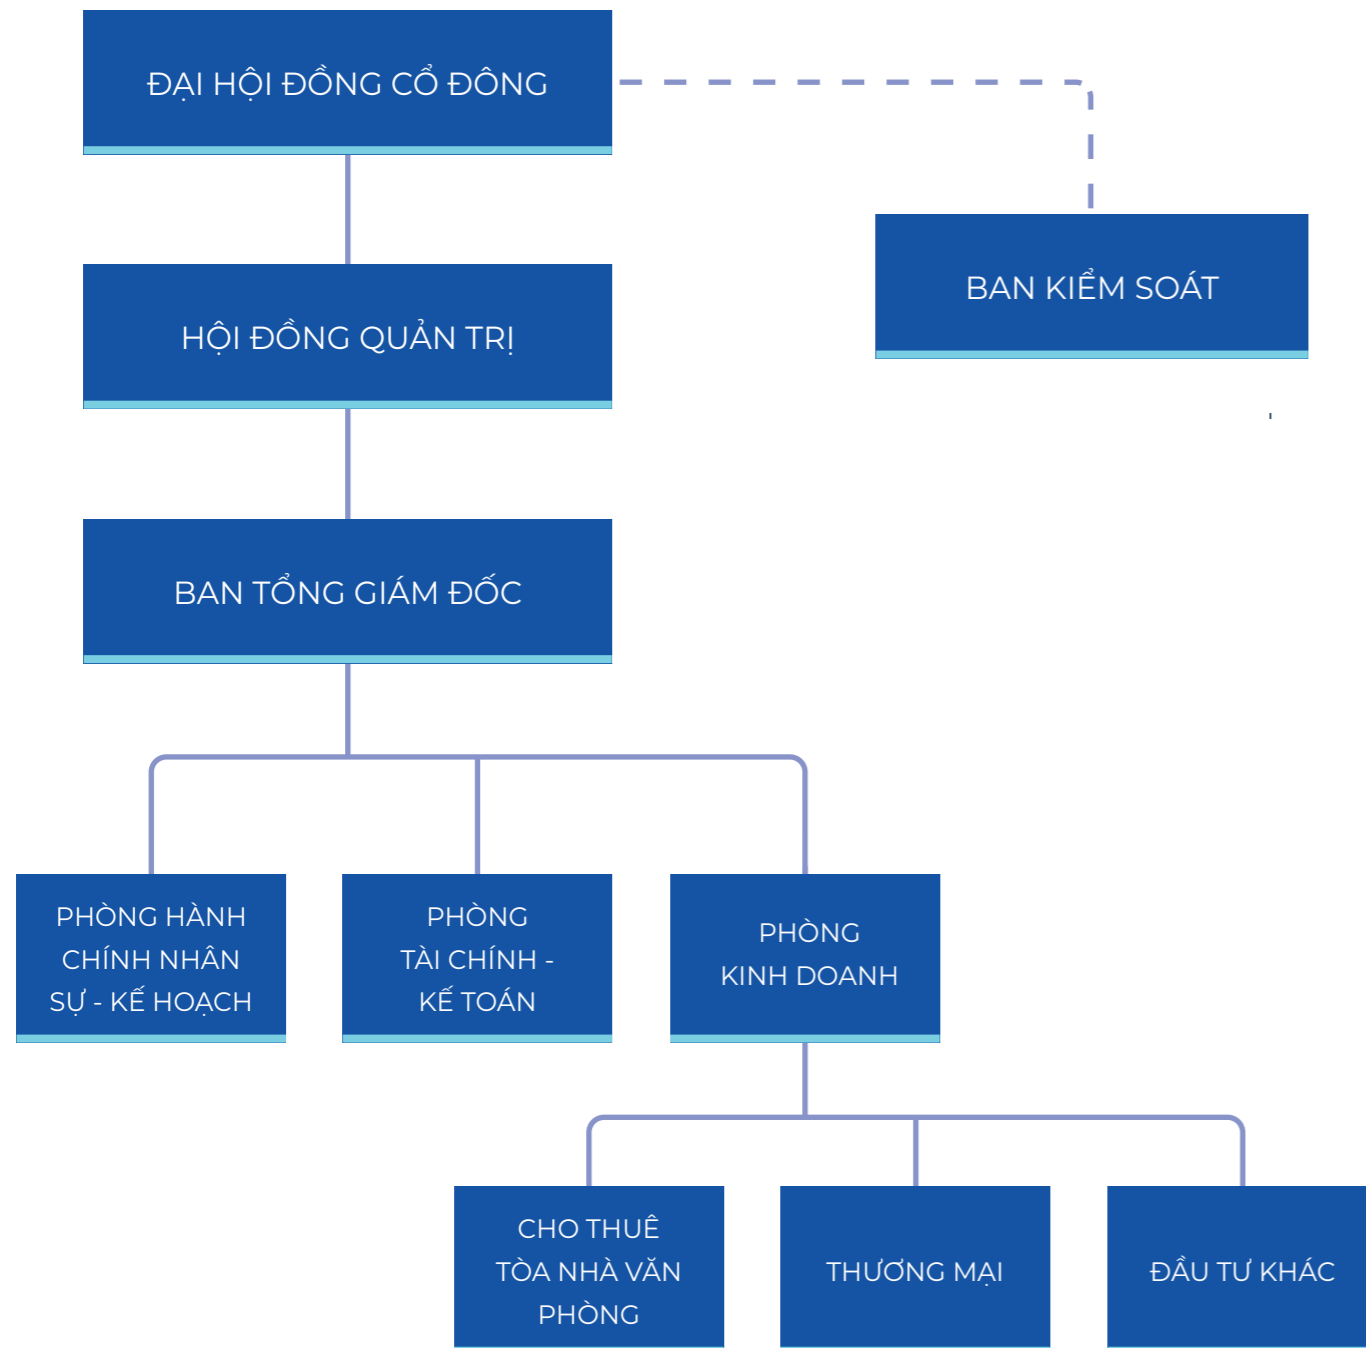 ĐẠI HỘI ĐỒNG CỔ ĐÔNG
BAN KIỂM SOÁT
HỘI ĐỒNG QUẢN TRỊ
BAN TỔNG GIÁM ĐỐC
PHÒNG HÀNH
CHÍNH NHÂN
SỰ - KẾ HOẠCH
PHÒNG
TÀI CHÍNH -
KẾ TOÁN
PHÒNG
KINH DOANH
CHO THUÊ
TÒA NHÀ VĂN
PHÒNG
THƯƠNG MẠI
ĐẦU TƯ KHÁC